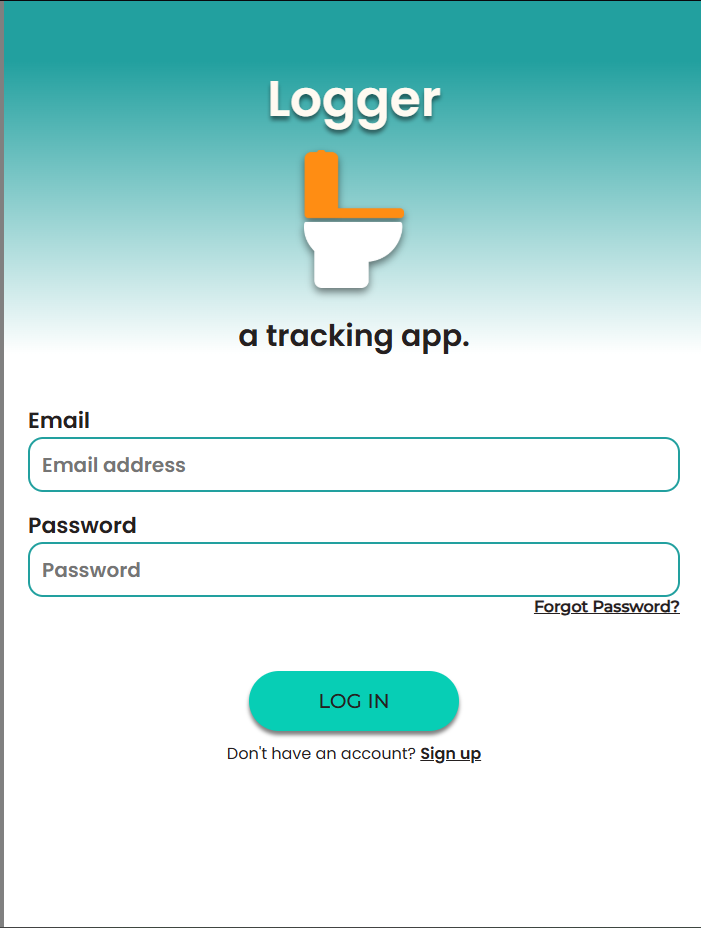 Logger
a tracking app.
Email
Email address
Password
Password
Forgot Password?
LOG IN
Don't have an account? Sign up